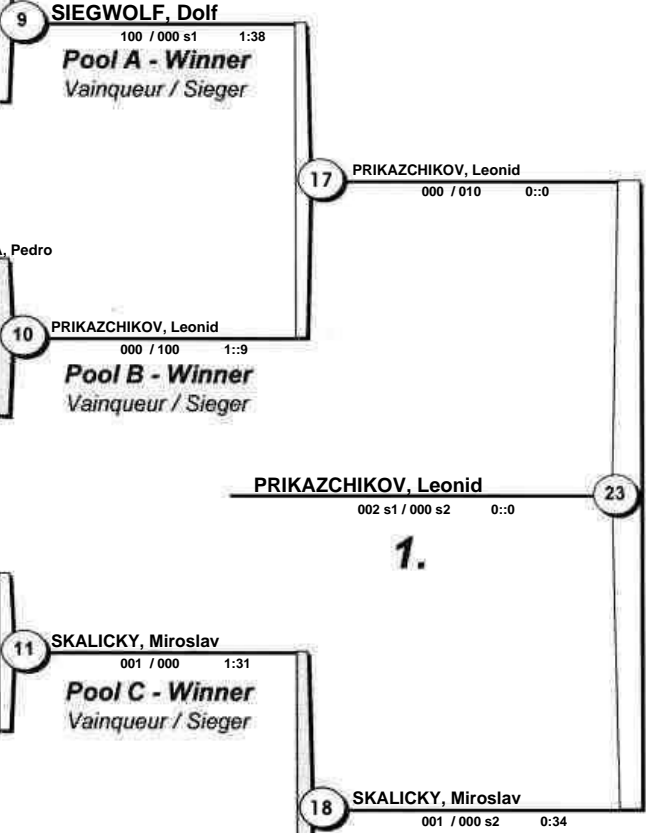 9
SIEGWOLF, Dolf
100 / 000 s1 1:38
Pool A - Winner
Vainqueur / Sieger
17
PRIKAZCHIKOV, Leonid
000 / 010 0::0
, Pedro
10
PRIKAZCHIKOV, Leonid
000 / 100 1::9
Pool B - Winner
Vainqueur / Sieger
PRIKAZCHIKOV, Leonid
002 s1 / 000 s2 0::0
23
1.
11
SKALICKY, Miroslav
001 / 000 1:31
Pool C - Winner
Vainqueur / Sieger
18
SKALICKY, Miroslav
001 / 000 s2 0:34